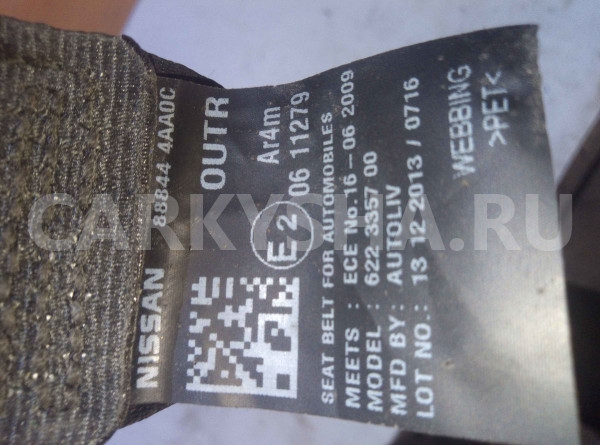 NISSAN 88844 4AA0C
OUTR
Ar4m
E2 06 11279
SEAT BELT FOR AUTOMOBILES
MEETS : ECE No.16-06 2009
MODEL : 622 3357 00
MFD BY : AUTOLIV
LOT NO.: 13 12 2013 / 0716
WEBBING
>PET<
CARKYSHA.RU